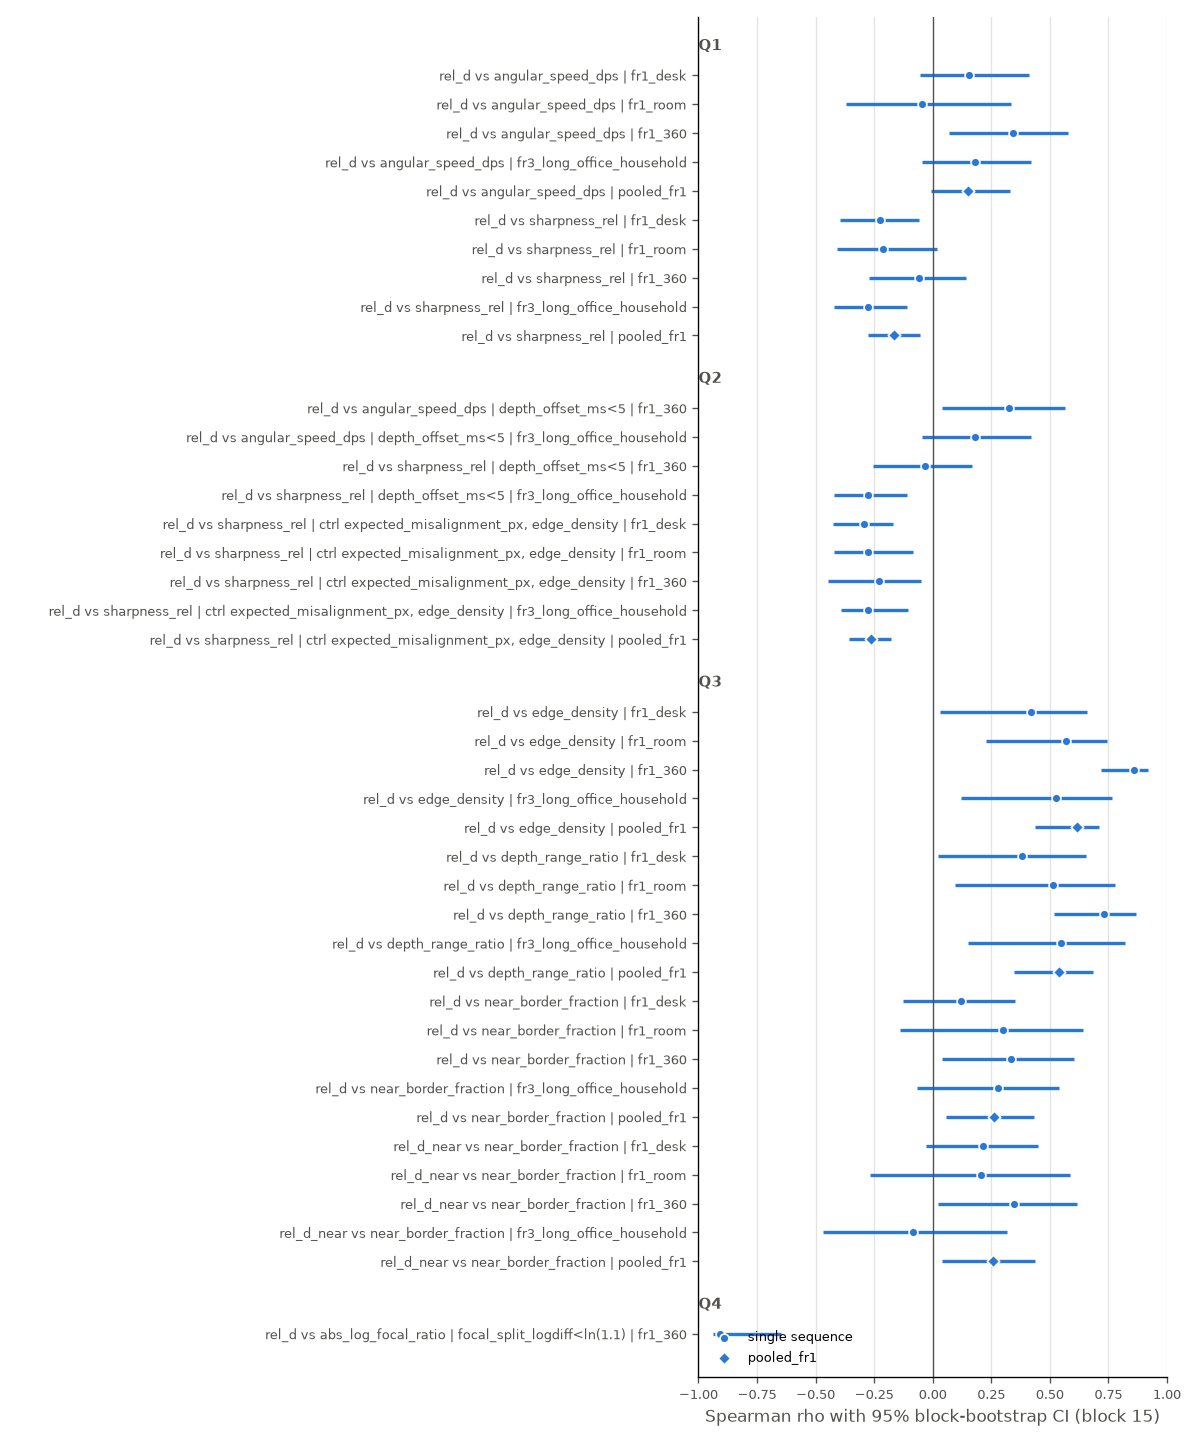 Q1
rel_d vs angular_speed_dps | fr1_desk
rel_d vs angular_speed_dps | fr1_room
rel_d vs angular_speed_dps | fr1_360
rel_d vs angular_speed_dps | fr3_long_office_household
rel_d vs angular_speed_dps | pooled_fr1
rel_d vs sharpness_rel | fr1_desk
rel_d vs sharpness_rel | fr1_room
rel_d vs sharpness_rel | fr1_360
rel_d vs sharpness_rel | fr3_long_office_household
rel_d vs sharpness_rel | pooled_fr1
Q2
rel_d vs angular_speed_dps | depth_offset_ms<5 | fr1_360
rel_d vs angular_speed_dps | depth_offset_ms<5 | fr3_long_office_household
rel_d vs sharpness_rel | depth_offset_ms<5 | fr1_360
rel_d vs sharpness_rel | depth_offset_ms<5 | fr3_long_office_household
rel_d vs sharpness_rel | ctrl expected_misalignment_px, edge_density | fr1_desk
rel_d vs sharpness_rel | ctrl expected_misalignment_px, edge_density | fr1_room
rel_d vs sharpness_rel | ctrl expected_misalignment_px, edge_density | fr1_360
rel_d vs sharpness_rel | ctrl expected_misalignment_px, edge_density | fr3_long_office_household
rel_d vs sharpness_rel | ctrl expected_misalignment_px, edge_density | pooled_fr1
Q3
rel_d vs edge_density | fr1_desk
rel_d vs edge_density | fr1_room
rel_d vs edge_density | fr1_360
rel_d vs edge_density | fr3_long_office_household
rel_d vs edge_density | pooled_fr1
rel_d vs depth_range_ratio | fr1_desk
rel_d vs depth_range_ratio | fr1_room
rel_d vs depth_range_ratio | fr1_360
rel_d vs depth_range_ratio | fr3_long_office_household
rel_d vs depth_range_ratio | pooled_fr1
rel_d vs near_border_fraction | fr1_desk
rel_d vs near_border_fraction | fr1_room
rel_d vs near_border_fraction | fr1_360
rel_d vs near_border_fraction | fr3_long_office_household
rel_d vs near_border_fraction | pooled_fr1
rel_d_near vs near_border_fraction | fr1_desk
rel_d_near vs near_border_fraction | fr1_room
rel_d_near vs near_border_fraction | fr1_360
rel_d_near vs near_border_fraction | fr3_long_office_household
rel_d_near vs near_border_fraction | pooled_fr1
Q4
rel_d vs abs_log_focal_ratio | focal_split_logdiff<ln(1.1) | fr1_360
single sequence
pooled_fr1
−1.00 −0.75 −0.50 −0.25 0.00 0.25 0.50 0.75 1.00
Spearman rho with 95% block-bootstrap CI (block 15)